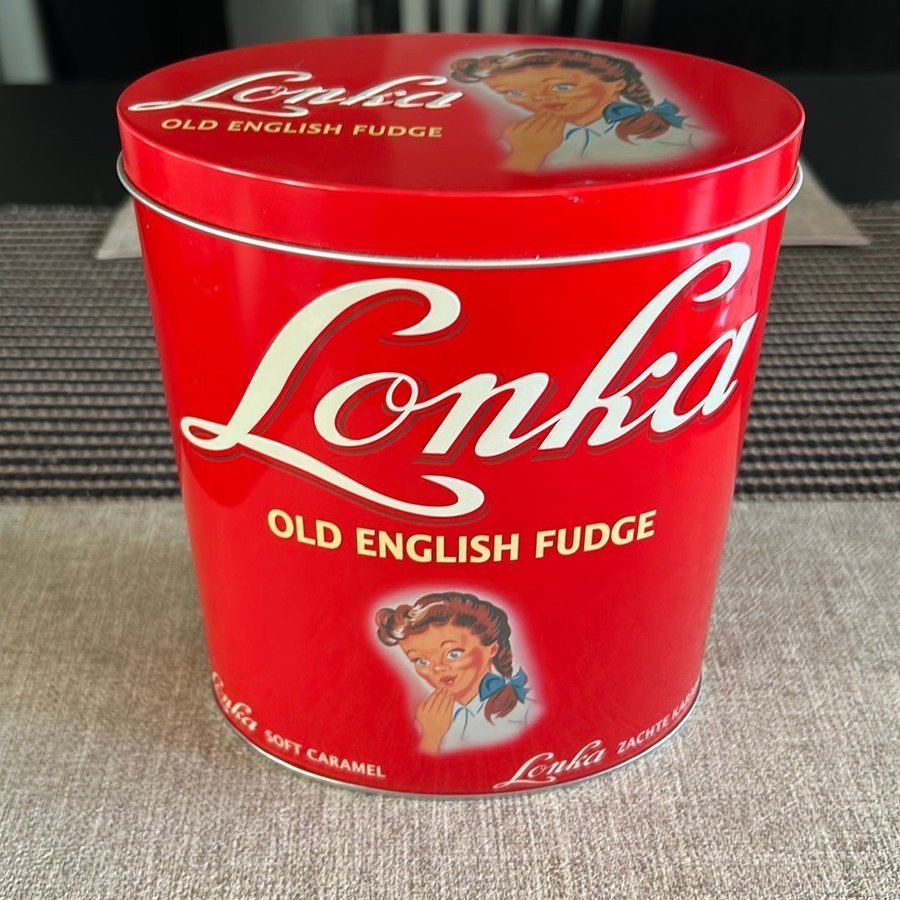 Lonka
OLD ENGLISH FUDGE
Lonka
OLD ENGLISH FUDGE
Lonka SOFT CARAMEL
Lonka ZACHTE